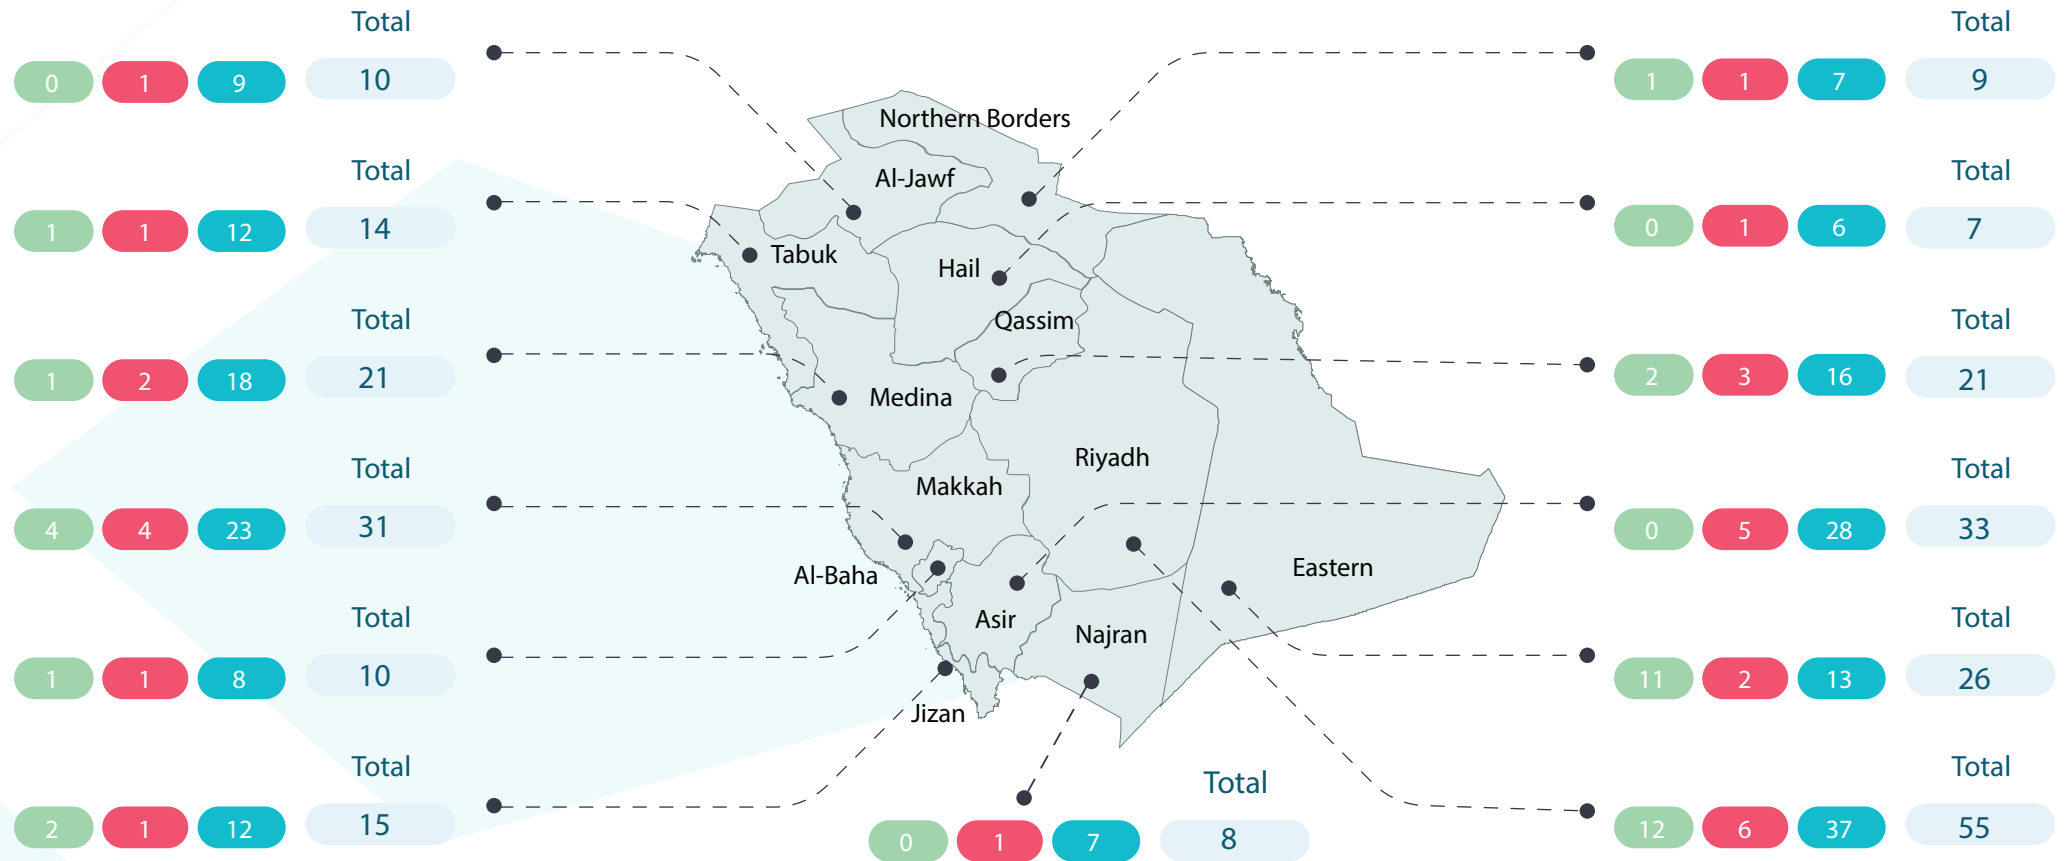 Total
0 1 9 10
Total
1 1 12 14
Total
1 2 18 21
Total
4 4 23 31
Total
1 1 8 10
Total
2 1 12 15
Northern Borders
Al-Jawf
Tabuk
Hail
Qassim
Medina
Riyadh
Makkah
Al-Baha
Eastern
Asir
Najran
Jizan
Total
0 1 7 8
Total
1 1 7 9
Total
0 1 6 7
Total
2 3 16 21
Total
0 5 28 33
Total
11 2 13 26
Total
12 6 37 55